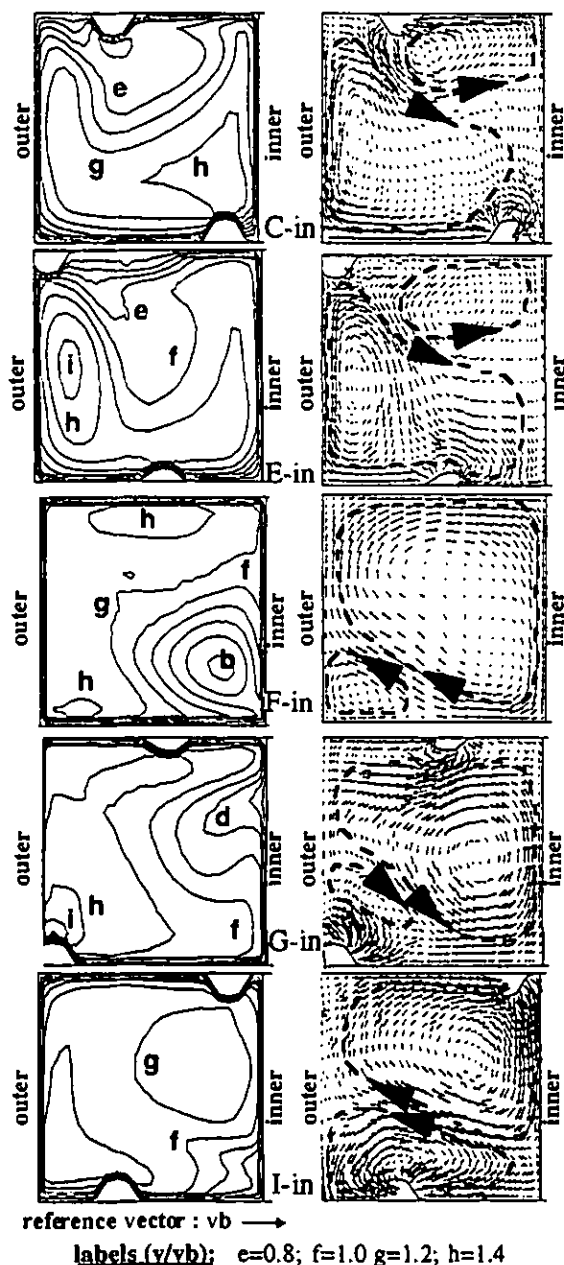 e
g
h
outer
inner
outer
inner
C-in
e
i
f
h
outer
inner
outer
inner
E-in
h
f
g
b
h
outer
inner
outer
inner
F-in
d
h
i
f
outer
inner
outer
inner
G-in
g
f
outer
inner
outer
inner
I-in
reference vector : vb
labels (v/vb): e=0.8; f=1.0 g=1.2; h=1.4